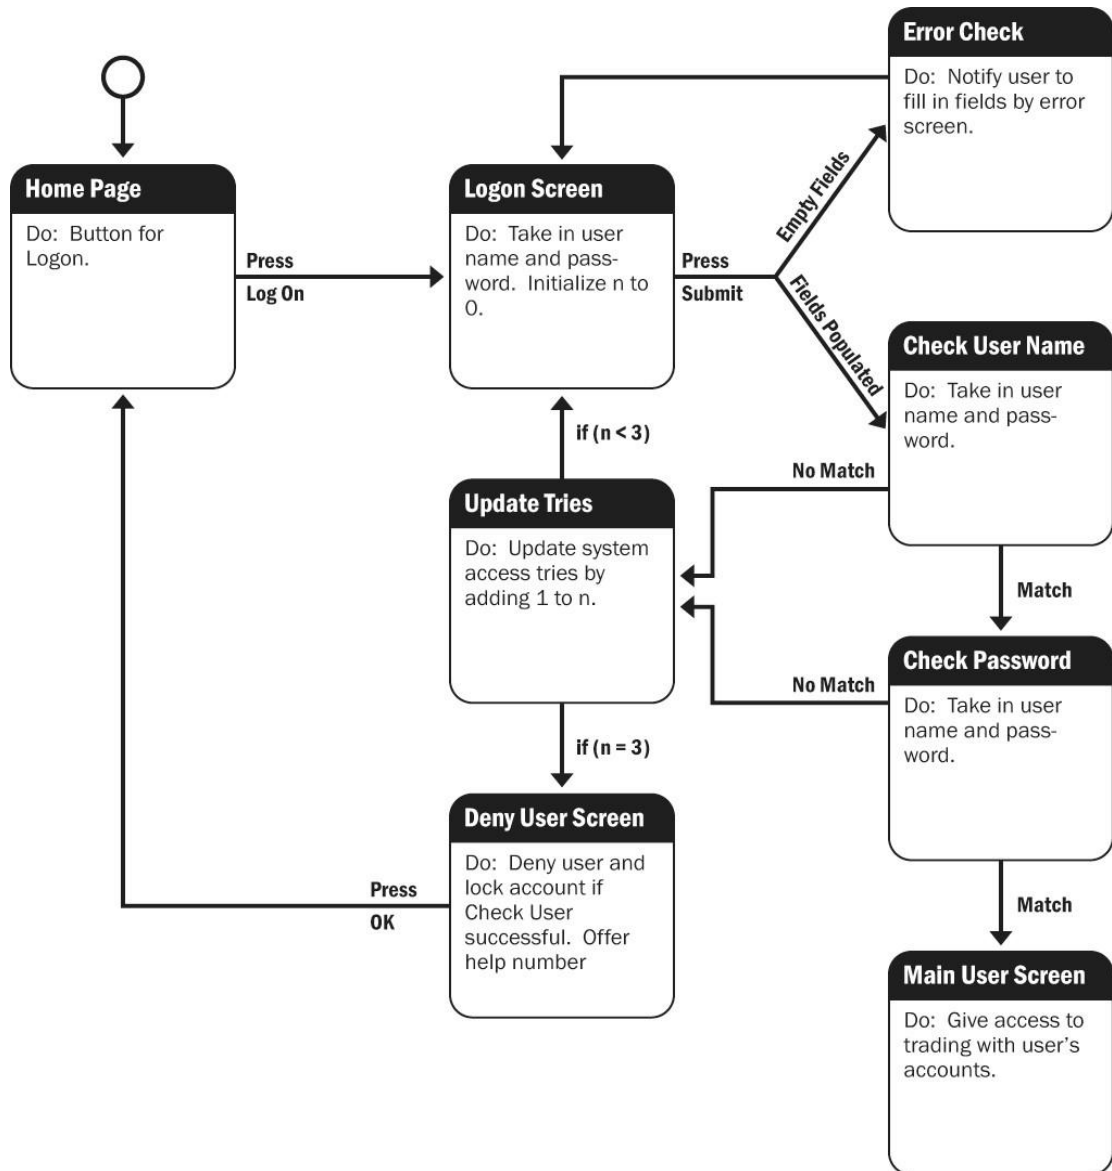 Error Check
Do:  Notify user to
fill in fields by error
screen.
Home Page
Do:  Button for
Logon.
Press
Log On
Logon Screen
Do:  Take in user
name and pass-
word.  Initialize n to
0.
Press
Submit
Empty Fields
Fields Populated
Check User Name
Do:  Take in user
name and pass-
word.
if (n < 3)
No Match
Update Tries
Do:  Update system
access tries by
adding 1 to n.
Match
Check Password
Do:  Take in user
name and pass-
word.
No Match
if (n = 3)
Deny User Screen
Do:  Deny user and
lock account if
Check User
successful.  Offer
help number
Press
OK
Match
Main User Screen
Do:  Give access to
trading with user’s
accounts.